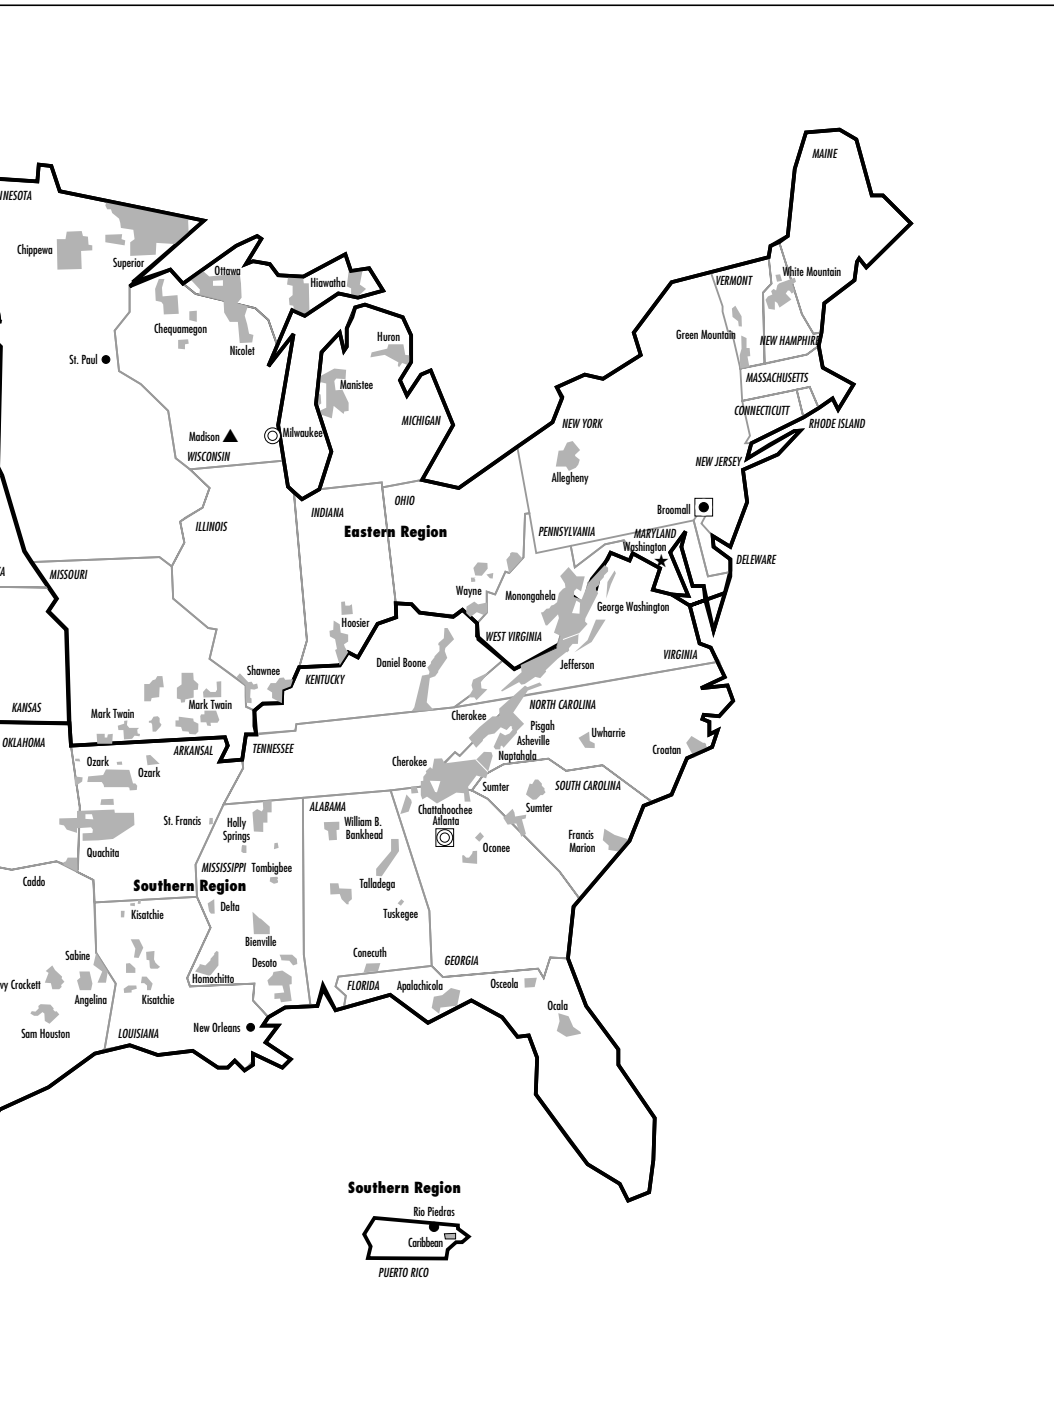 MAINE
INNESOTA
Chippewa
Superior
Ottawa
Hiawatha
White Mountain
VERMONT
Chequamegon
Nicolet
Huron
Green Mountain
NEW HAMPSHIRE
St. Paul
Manistee
MASSACHUSETTS
CONNECTICUTT
MICHIGAN
NEW YORK
RHODE ISLAND
Madison
Milwaukee
WISCONSIN
NEW JERSEY
Allegheny
OHIO
INDIANA
Broomall
ILLINOIS
Eastern Region
PENNSYLVANIA
MARYLAND
Washington
DELEWARE
MISSOURI
Wayne
Monongahela
George Washington
Hoosier
WEST VIRGINIA
VIRGINIA
Daniel Boone
Jefferson
Shawnee
KENTUCKY
KANSAS
Mark Twain
Mark Twain
NORTH CAROLINA
Cherokee
Pisgah
Uwharrie
Asheville
OKLAHOMA
ARKANSAL
TENNESSEE
Croatan
Naptahala
Ozark
Ozark
Cherokee
Sumter
SOUTH CAROLINA
ALABAMA
Chattahoochee
Sumter
St. Francis
Holly
Springs
William B.
Bankhead
Atlanta
Francis
Marion
Oconee
Quachita
MISSISSIPPI
Tombigbee
Caddo
Southern Region
Talladega
Kisatchie
Delta
Tuskegee
Bienville
Sabine
Desoto
Conecuth
GEORGIA
vy Crockett
Homochitto
FLORIDA
Apalachicola
Osceola
Angelina
Kisatchie
Ocala
Sam Houston
LOUISIANA
New Orleans
Southern Region
Rio Piedras
Caribbean
PUERTO RICO